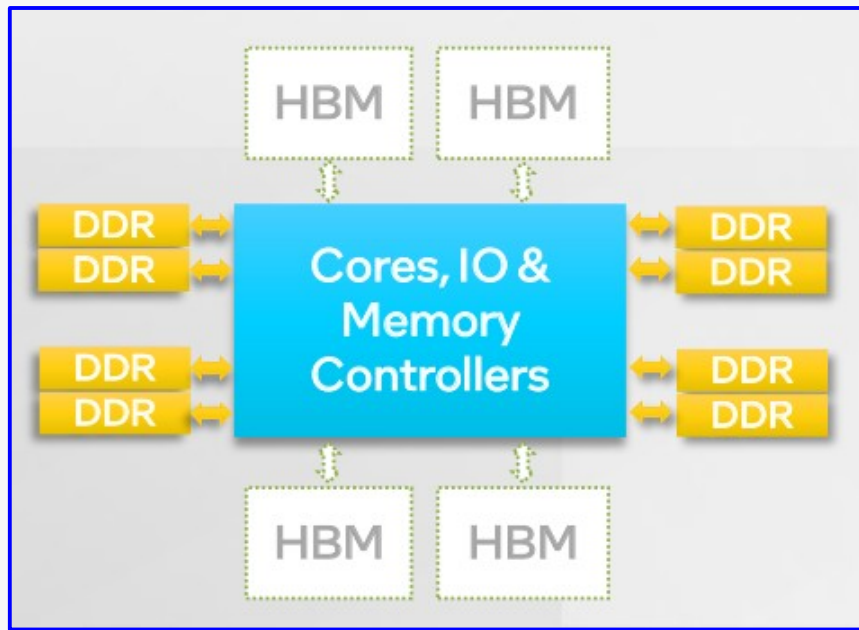 HBM HBM
DDR DDR
DDR DDR
Cores, IO &
Memory
Controllers
DDR DDR
DDR DDR
HBM HBM